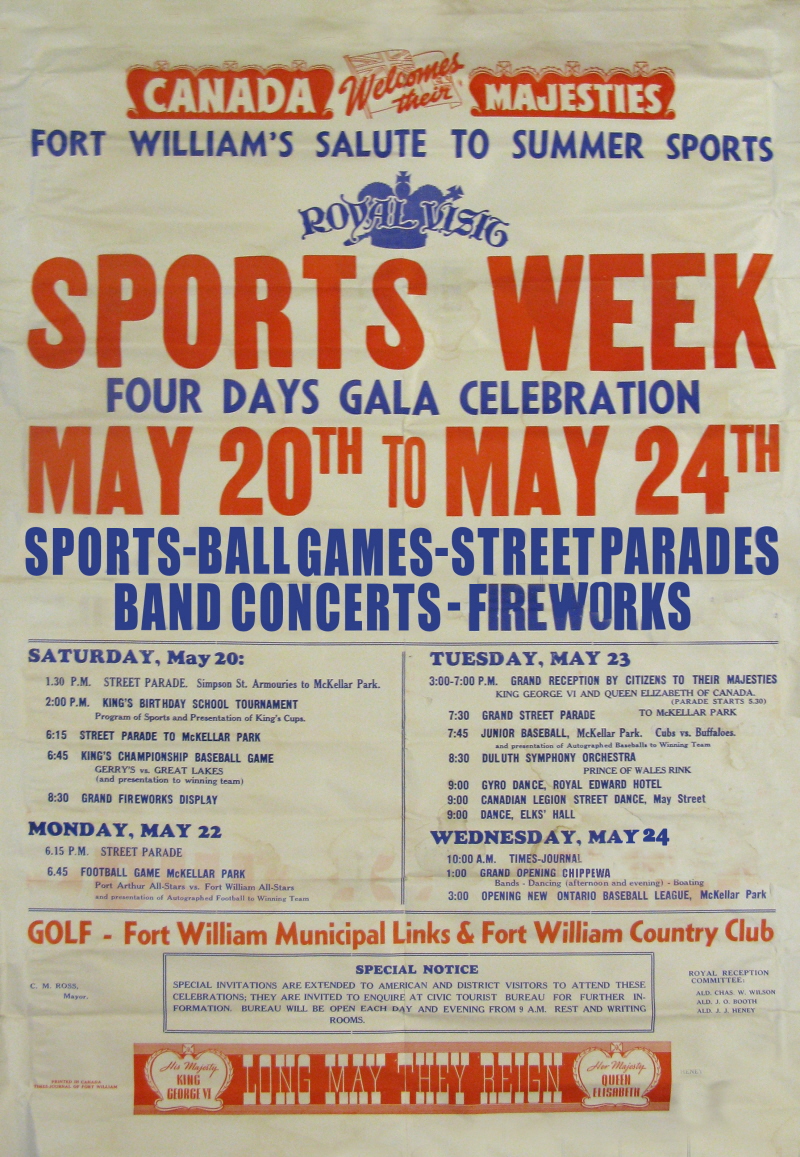 CANADA Welcomes their MAJESTIES
FORT WILLIAM'S SALUTE TO SUMMER SPORTS
ROYAL VISIT
SPORTS WEEK
FOUR DAYS GALA CELEBRATION
MAY 20TH TO MAY 24TH
SPORTS-BALL GAMES-STREET PARADES
BAND CONCERTS-FIREWORKS
SATURDAY, May 20:
1.30 P.M. STREET PARADE. Simpson St. Armouries to McKellar Park.
2:00 P.M. KING'S BIRTHDAY SCHOOL TOURNAMENT
Program of Sports and Presentation of King's Cups.
6:15 STREET PARADE TO McKELLAR PARK
6:45 KING'S CHAMPIONSHIP BASEBALL GAME
GERRY'S vs. GREAT LAKES
(and presentation to winning team)
8:30 GRAND FIREWORKS DISPLAY
MONDAY, MAY 22
6.15 P.M. STREET PARADE
6.45 FOOTBALL GAME McKELLAR PARK
Port Arthur All-Stars vs. Fort William All-Stars
and presentation of Autographed Football to Winning Team
TUESDAY, MAY 23
3:00-7:00 P.M. GRAND RECEPTION BY CITIZENS TO THEIR MAJESTIES
KING GEORGE VI AND QUEEN ELIZABETH OF CANADA.
(PARADE STARTS 5.30)
7:30 GRAND STREET PARADE TO McKELLAR PARK
7:45 JUNIOR BASEBALL, McKellar Park. Cubs vs. Buffaloes.
and presentation of Autographed Baseballs to Winning Team
8:30 DULUTH SYMPHONY ORCHESTRA
PRINCE OF WALES RINK
9:00 GYRO DANCE, ROYAL EDWARD HOTEL
9:00 CANADIAN LEGION STREET DANCE, May Street
9:00 DANCE, ELKS' HALL
WEDNESDAY, MAY 24
10:00 A.M. TIMES-JOURNAL
1:00 GRAND OPENING CHIPPEWA
Bands - Dancing (afternoon and evening) - Boating
3:00 OPENING NEW ONTARIO BASEBALL LEAGUE, McKellar Park
GOLF - Fort William Municipal Links & Fort William Country Club
C. M. ROSS,
Mayor.
SPECIAL NOTICE
SPECIAL INVITATIONS ARE EXTENDED TO AMERICAN AND DISTRICT VISITORS TO ATTEND THESE
CELEBRATIONS; THEY ARE INVITED TO ENQUIRE AT CIVIC TOURIST BUREAU FOR FURTHER IN-
FORMATION. BUREAU WILL BE OPEN EACH DAY AND EVENING FROM 9 A.M. REST AND WRITING
ROOMS.
ROYAL RECEPTION
COMMITTEE:
ALD. CHAS. W. WILSON
ALD. J. O. BOOTH
ALD. J. J. HENEY
PRINTED IN CANADA
TIMES-JOURNAL OF FORT WILLIAM
His Majesty
KING
GEORGE VI
LONG MAY THEY REIGN
Her Majesty
QUEEN
ELISABETH